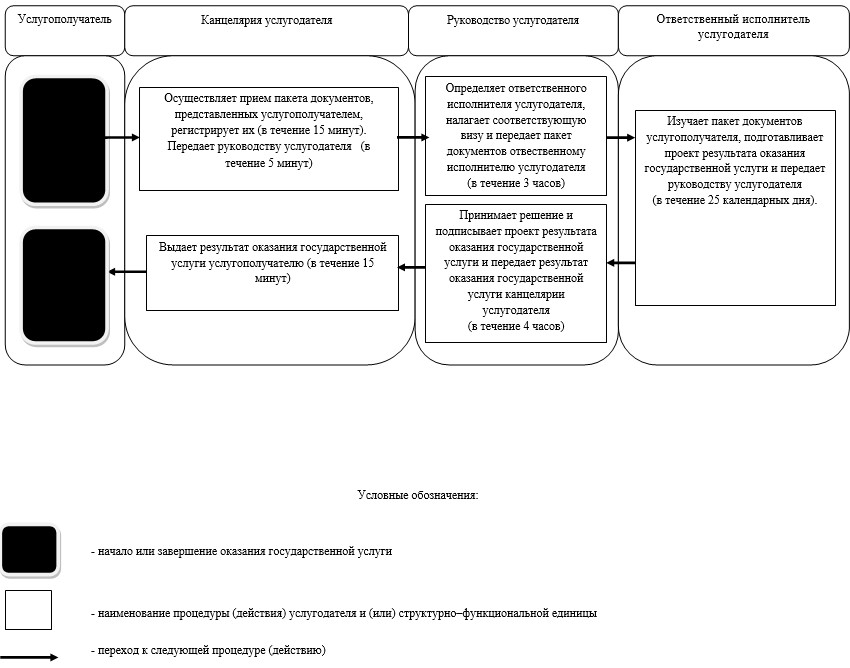 Услугополучатель
Канцелярия услугодателя
Руководство услугодателя
Ответственный исполнитель
услугодателя
Осуществляет прием пакета документов,
представленных услугополучателем,
регистрирует их (в течение 15 минут).
Передает руководству услугодателя (в
течение 5 минут)
Определяет ответственного
исполнителя услугодателя,
налагает соответствующую
визу и передает пакет
документов отвественному
исполнителю услугодателя
(в течение 3 часов)
Изучает пакет документов
услугополучателя, подготавливает
проект результата оказания
государственной услуги и передает
руководству услугодателя
(в течение 25 календарных дня).
Принимает решение и
подписывает проект результата
оказания государственной
услуги и передает результат
оказания государственной
услуги канцелярии
услугодателя
(в течение 4 часов)
Выдает результат оказания государственной
услуги услугополучателю (в течение 15
минут)
Условные обозначения:
- начало или завершение оказания государственной услуги
- наименование процедуры (действия) услугодателя и (или) структурно–функциональной единицы
- переход к следующей процедуре (действию)